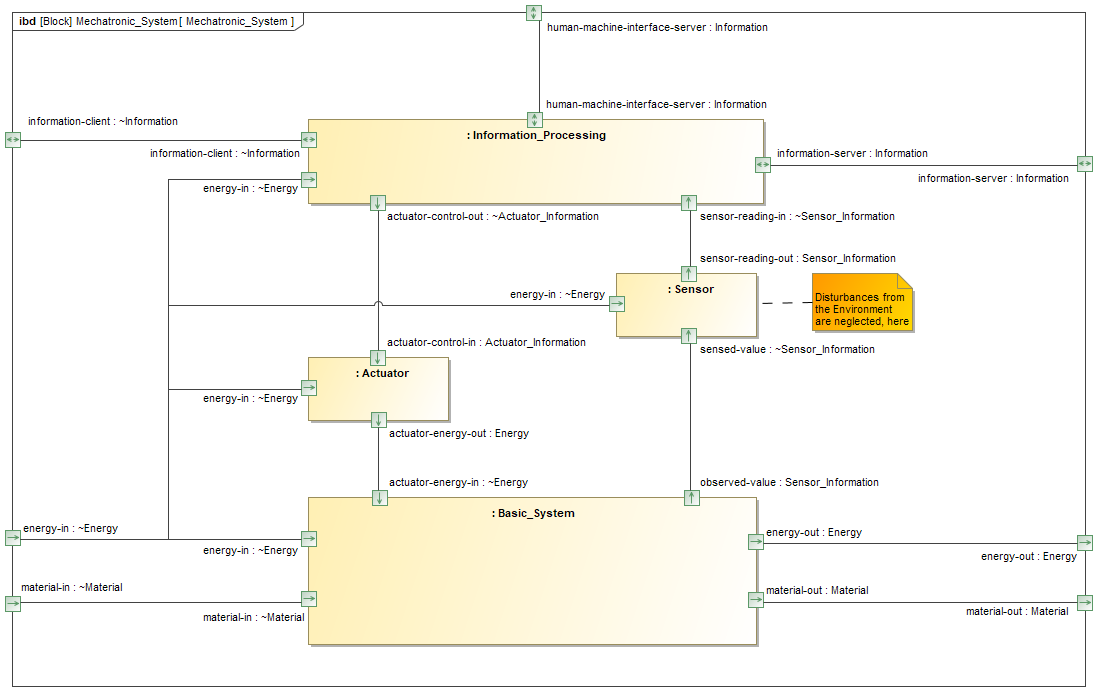 ibd [Block] Mechatronic_System[ Mechatronic_System ]
human-machine-interface-server : Information
human-machine-interface-server : Information
information-client : ~Information
: Information_Processing
information-client : ~Information
information-server : Information
information-server : Information
energy-in : ~Energy
actuator-control-out : ~Actuator_Information
sensor-reading-in : ~Sensor_Information
sensor-reading-out : Sensor_Information
energy-in : ~Energy
: Sensor
Disturbances from
the Environment
are neglected, here
actuator-control-in : Actuator_Information
sensed-value : ~Sensor_Information
: Actuator
energy-in : ~Energy
actuator-energy-out : Energy
actuator-energy-in : ~Energy
observed-value : Sensor_Information
: Basic_System
energy-in : ~Energy
energy-in : ~Energy
energy-out : Energy
energy-out : Energy
material-in : ~Material
material-in : ~Material
material-out : Material
material-out : Material